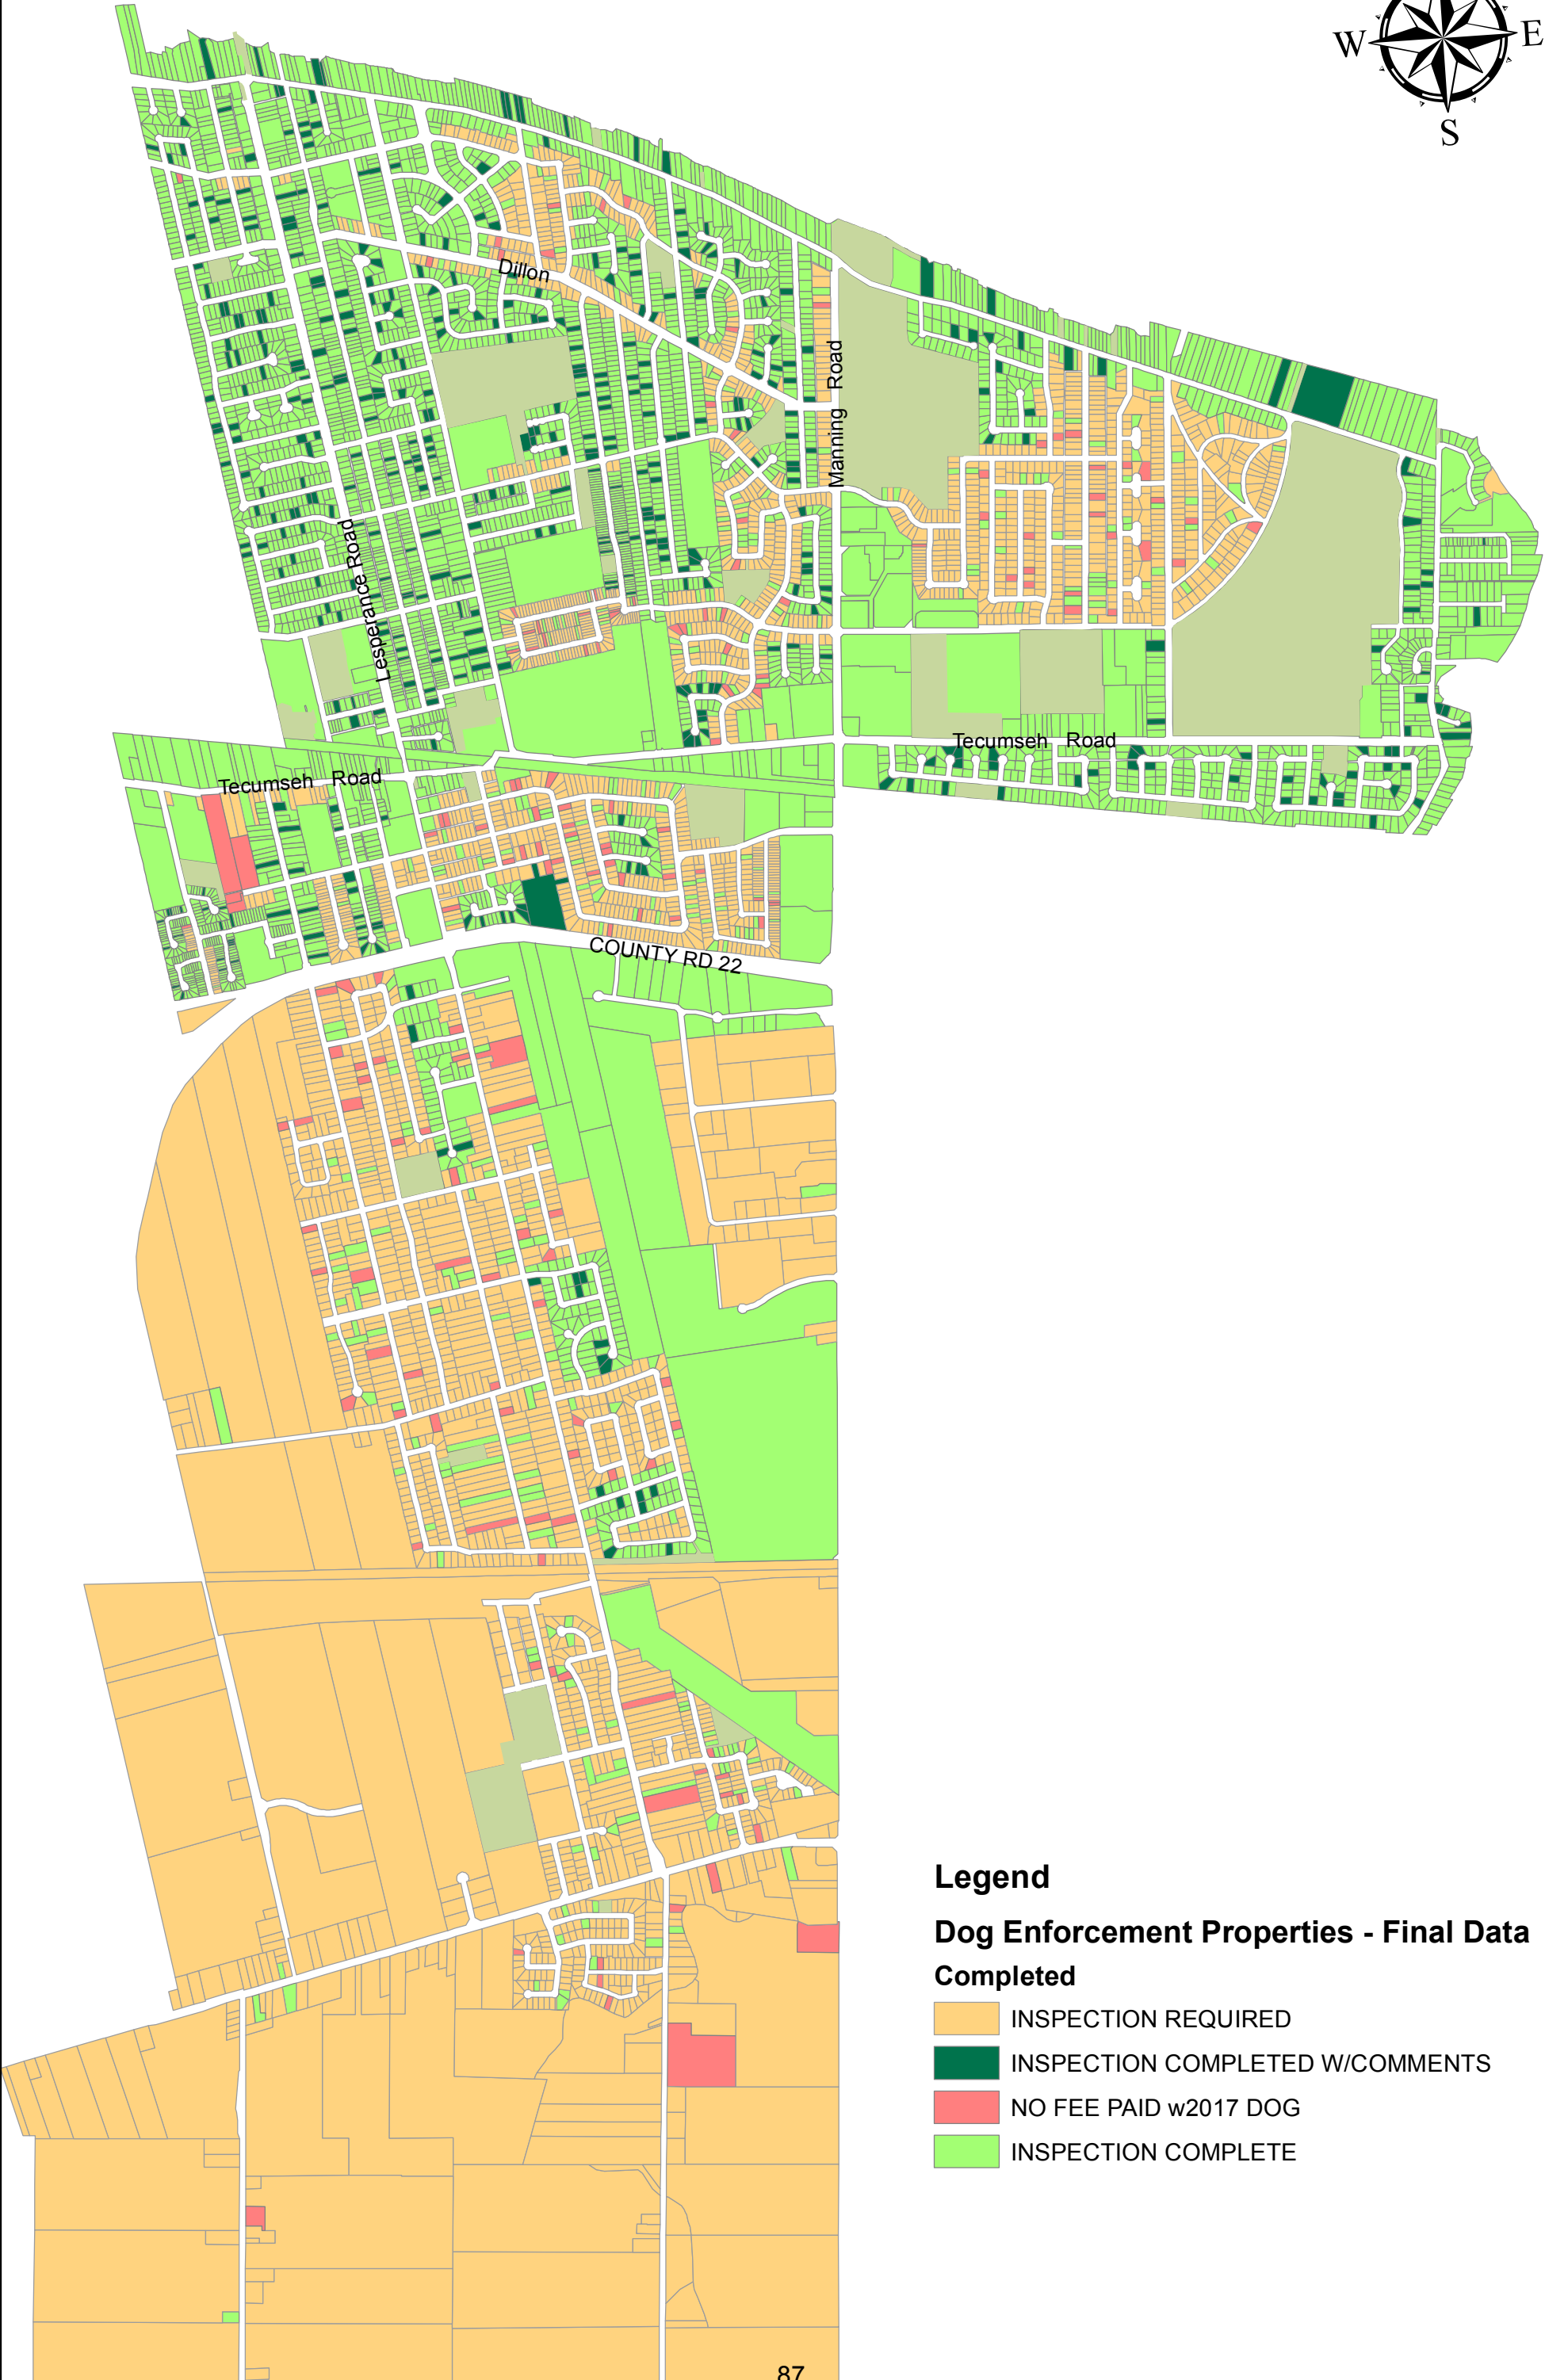 W
E
S
Dillon
Manning Road
Lesperance Road
Tecumseh Road
Tecumseh Road
COUNTY RD 22
Legend
Dog Enforcement Properties - Final Data
Completed
INSPECTION REQUIRED
INSPECTION COMPLETED W/COMMENTS
NO FEE PAID w2017 DOG
INSPECTION COMPLETE
87